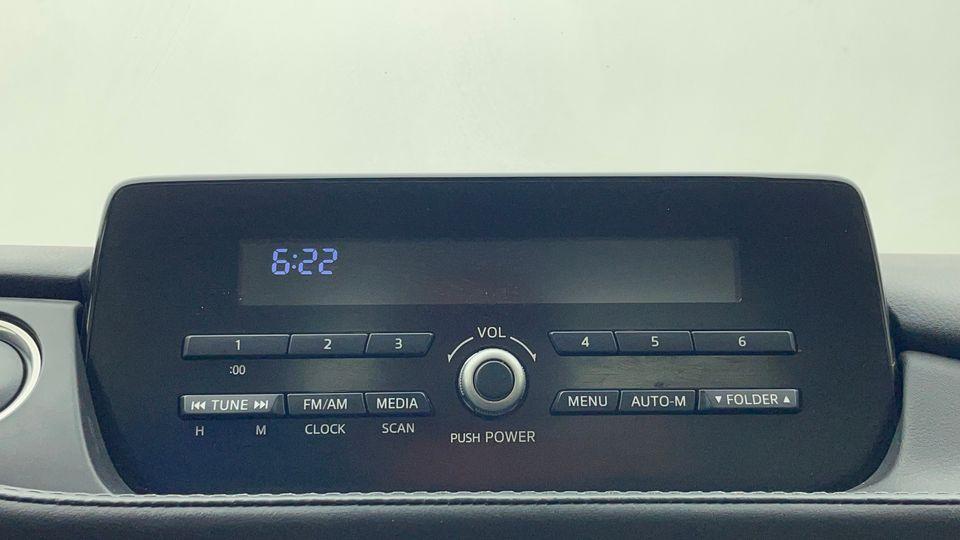 6:22
VOL
1 2 3 4 5 6
:00
⏮ TUNE ⏭ FM/AM MEDIA MENU AUTO-M ▼ FOLDER ▲
H M CLOCK SCAN
PUSH POWER